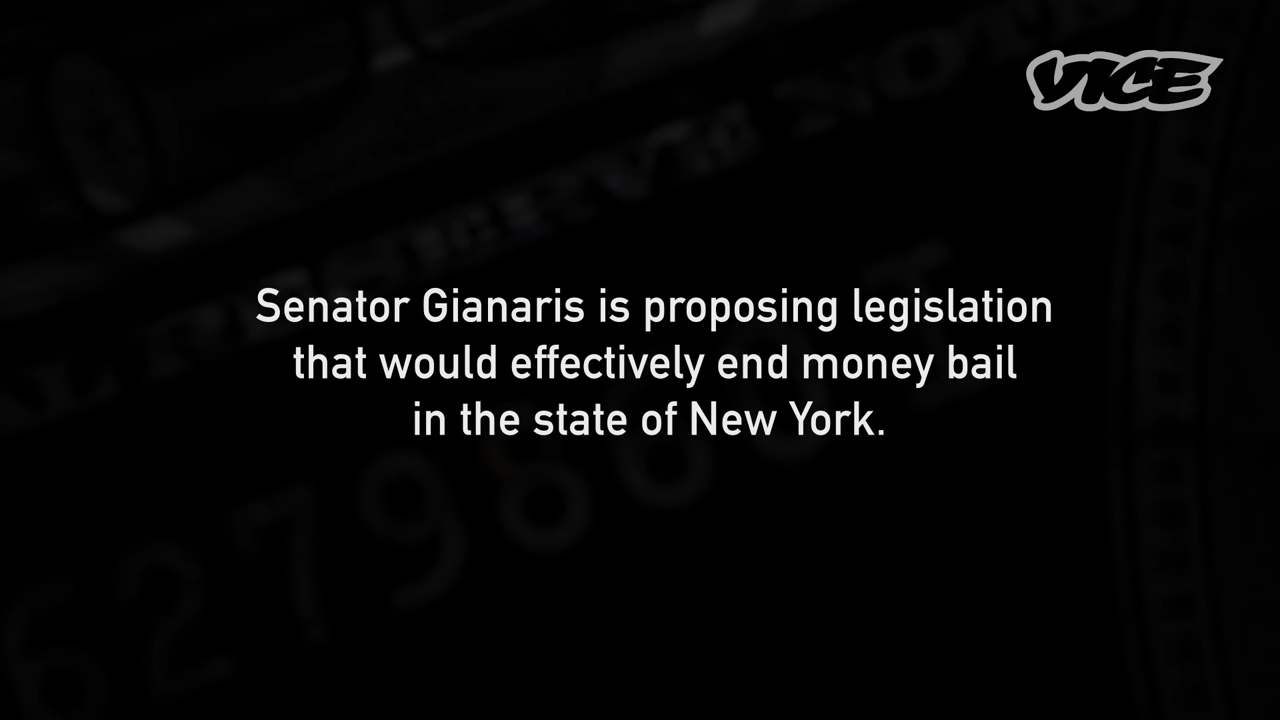 VICE
Senator Gianaris is proposing legislation
that would effectively end money bail
in the state of New York.